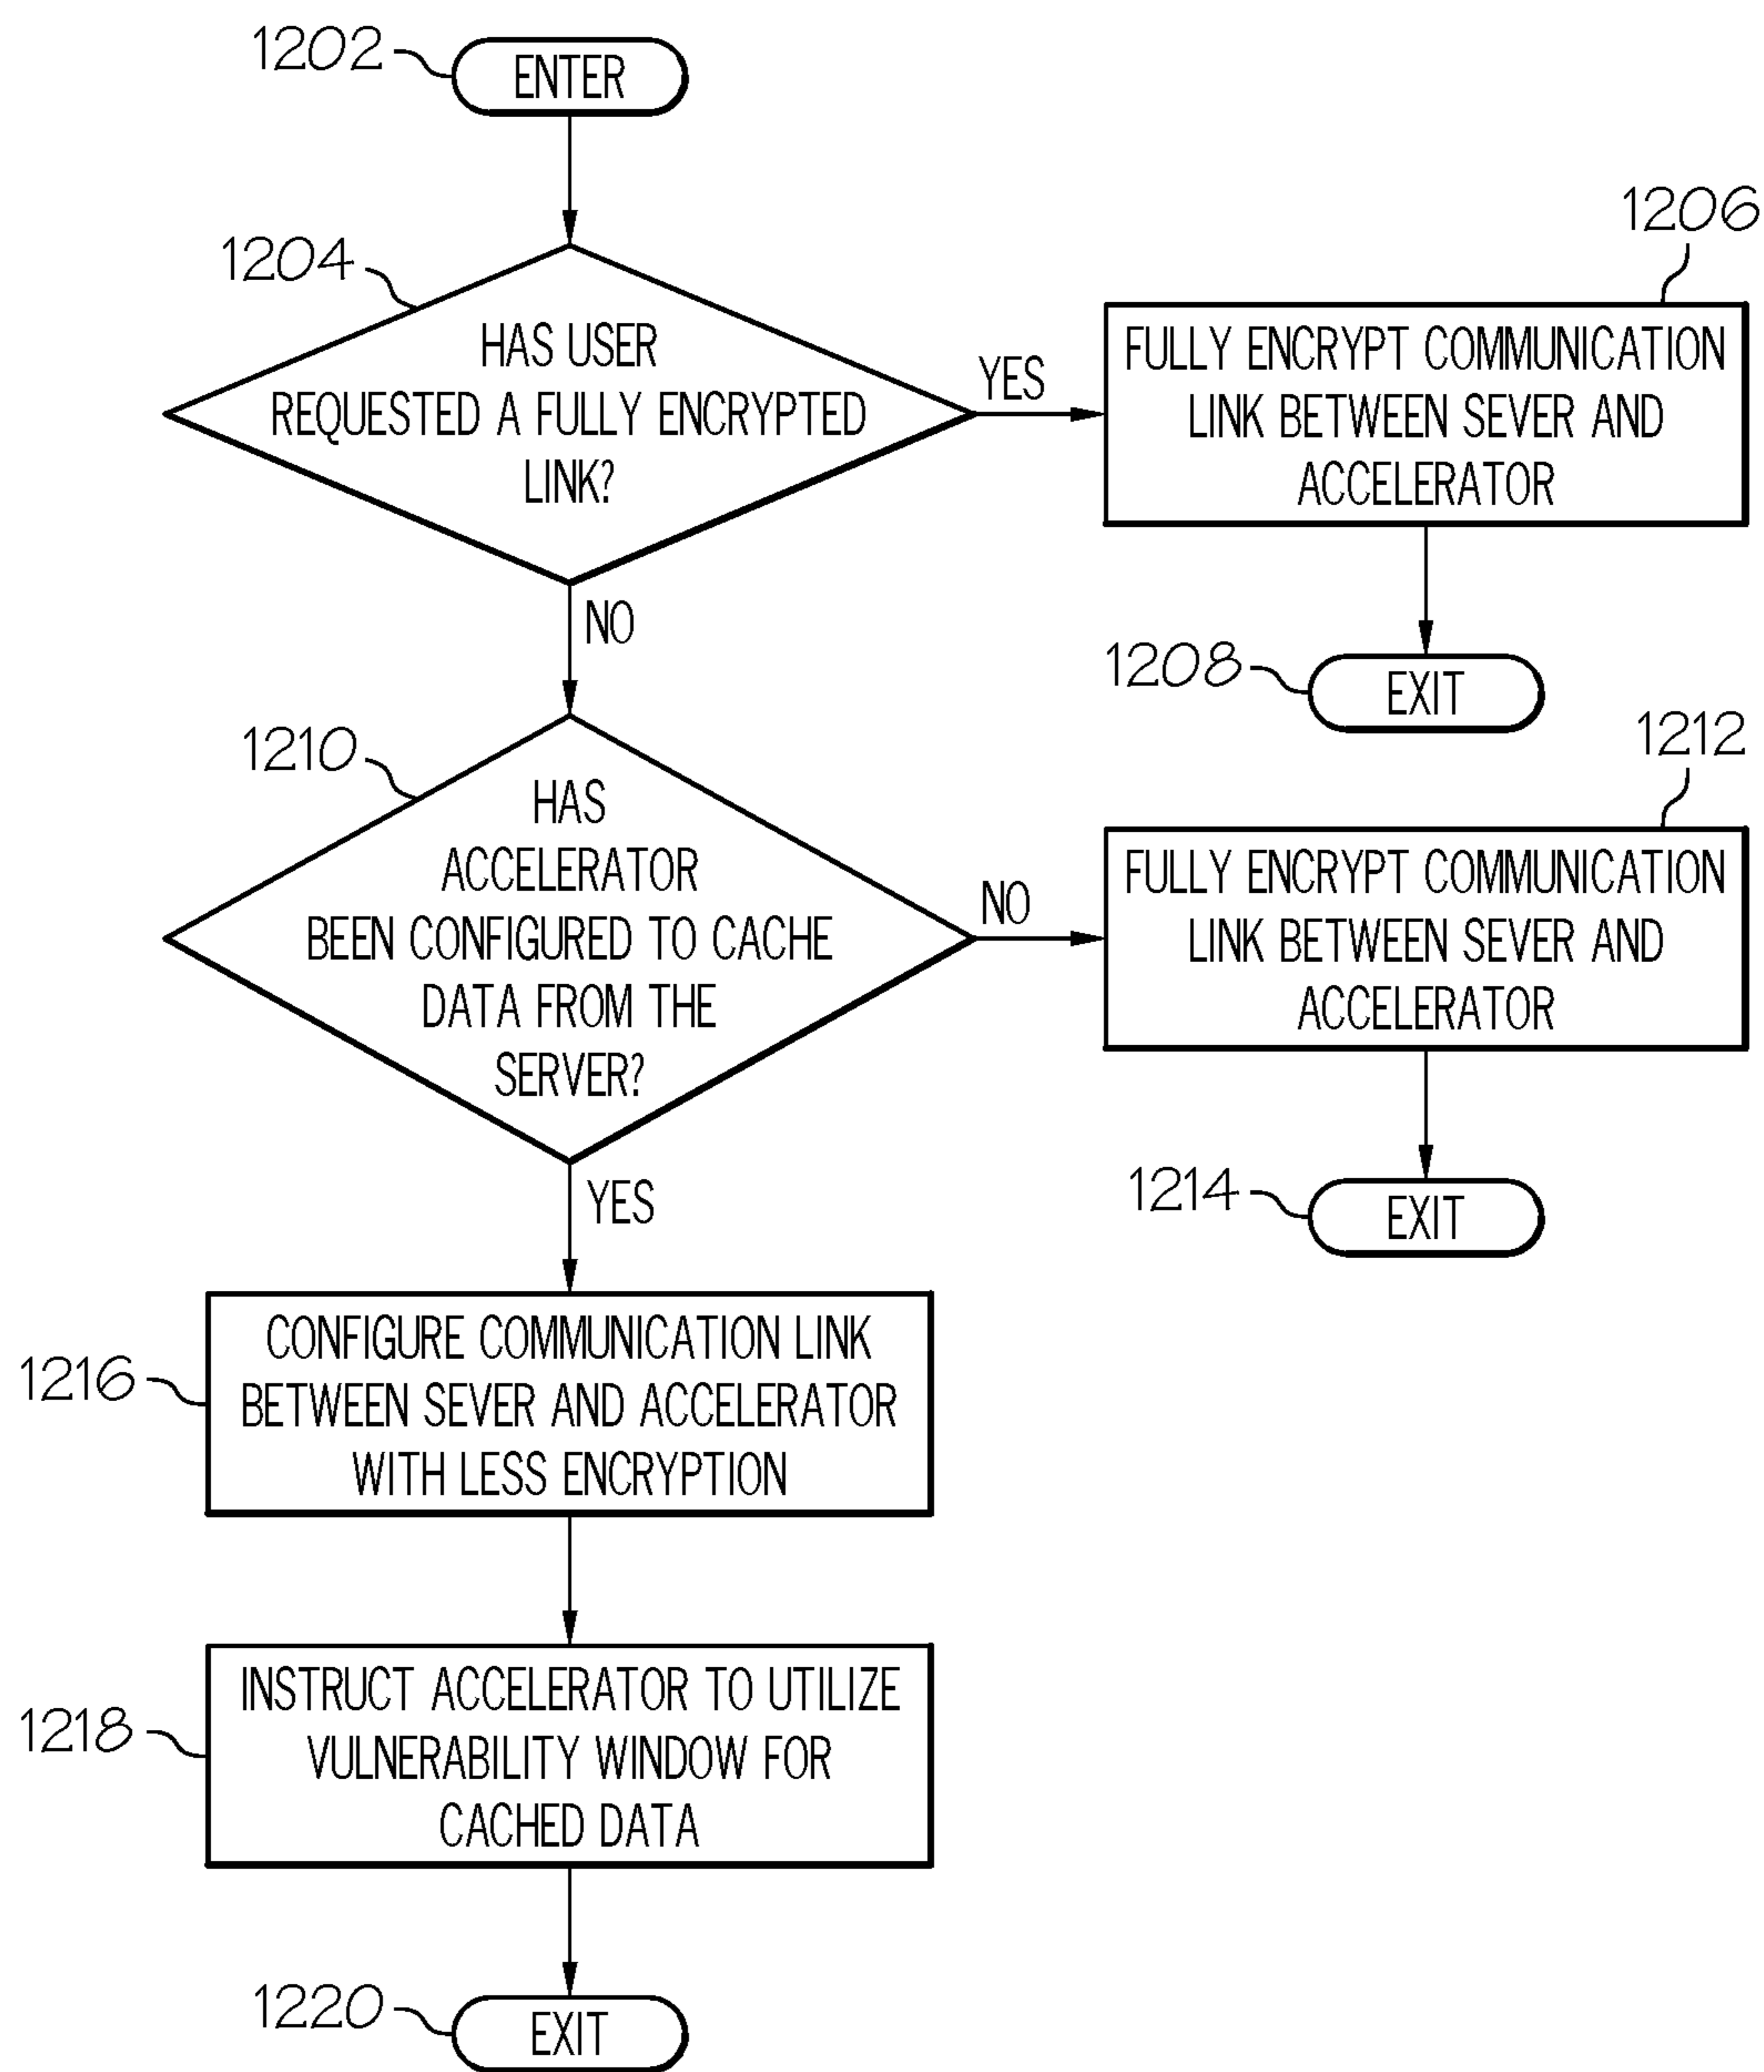 1202
ENTER
1204
HAS USER
REQUESTED A FULLY ENCRYPTED
LINK?
YES
1206
FULLY ENCRYPT COMMUNICATION
LINK BETWEEN SEVER AND
ACCELERATOR
NO
1208
EXIT
1210
HAS
ACCELERATOR
BEEN CONFIGURED TO CACHE
DATA FROM THE
SERVER?
NO
1212
FULLY ENCRYPT COMMUNICATION
LINK BETWEEN SEVER AND
ACCELERATOR
1214
EXIT
YES
1216
CONFIGURE COMMUNICATION LINK
BETWEEN SEVER AND ACCELERATOR
WITH LESS ENCRYPTION
1218
INSTRUCT ACCELERATOR TO UTILIZE
VULNERABILITY WINDOW FOR
CACHED DATA
1220
EXIT